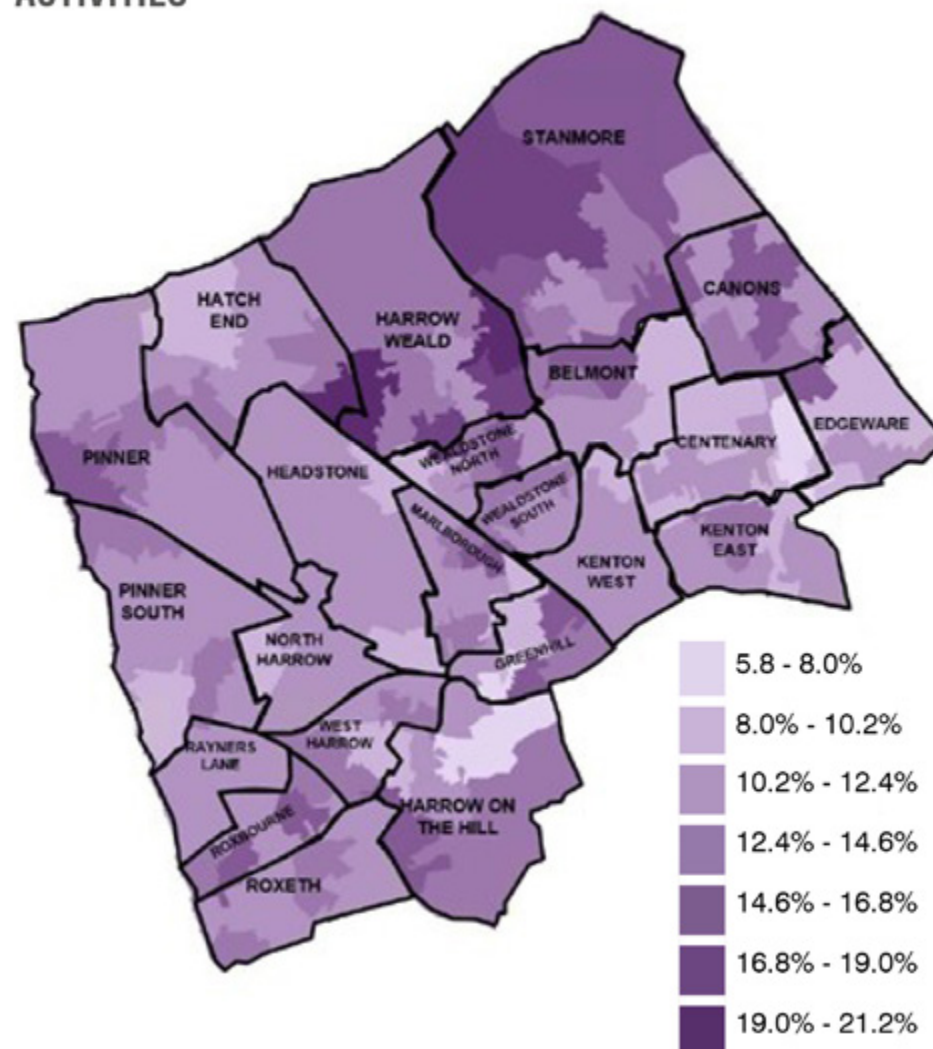 ACTIVITIES
STANMORE
HATCH
END
HARROW
WEALD
CANONS
BELMONT
EDGEWARE
CENTENARY
PINNER
HEADSTONE
WEALDSTONE
NORTH
WEALDSTONE
SOUTH
MARLBOROUGH
KENTON
EAST
KENTON
WEST
PINNER
SOUTH
NORTH
HARROW
GREENHILL
WEST
HARROW
RAYNERS
LANE
HARROW ON
THE HILL
ROXBOURNE
ROXETH
5.8 - 8.0%
8.0% - 10.2%
10.2% - 12.4%
12.4% - 14.6%
14.6% - 16.8%
16.8% - 19.0%
19.0% - 21.2%